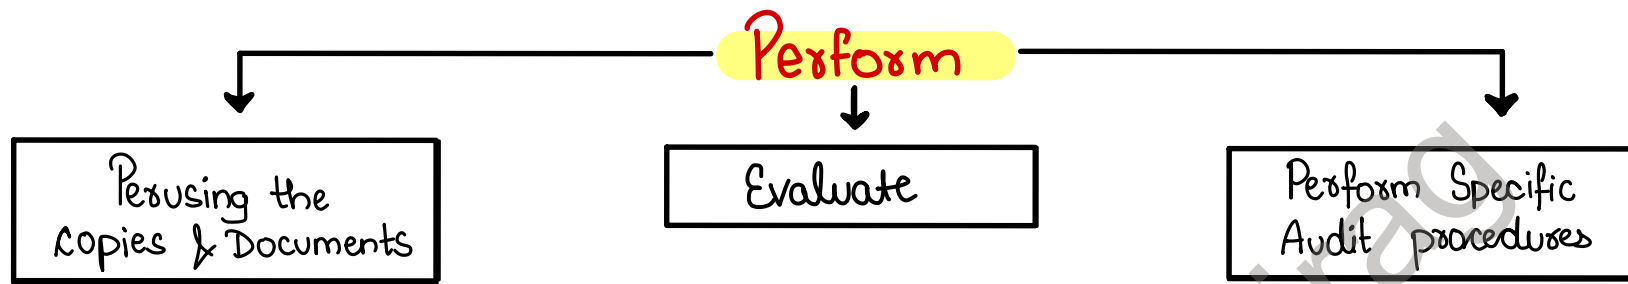 Perform
Perusing the
copies & Documents
Evaluate
Perform Specific
Audit procedures